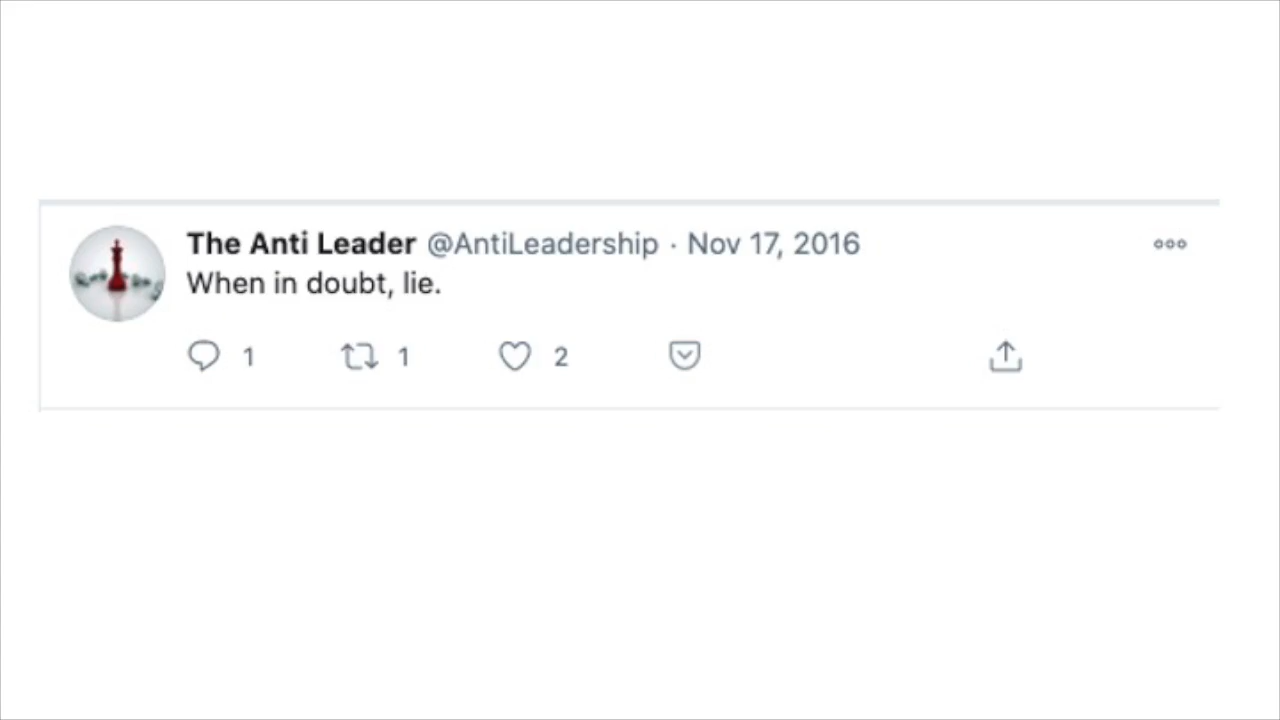 The Anti Leader @AntiLeadership · Nov 17, 2016
When in doubt, lie.
1 1 2